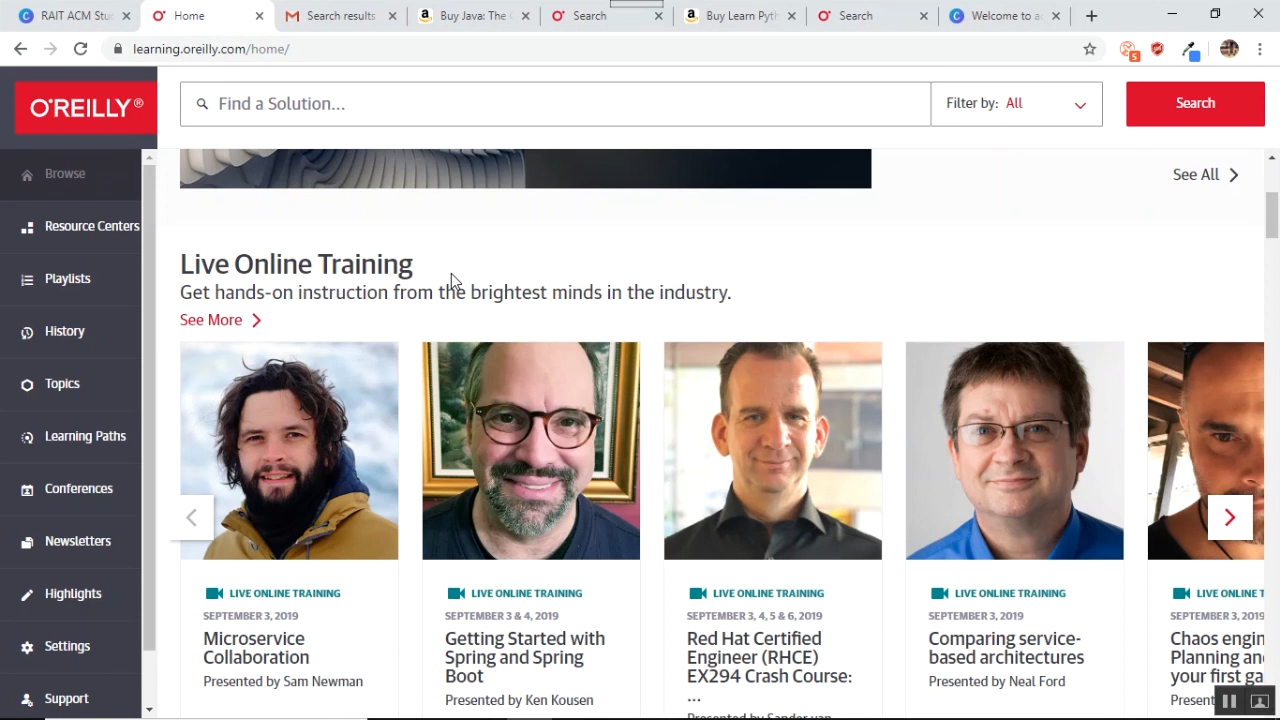 RAIT ACM Stu
Home
Search results
Buy Java: The
Search
Buy Learn Pyth
Search
Welcome to a
learning.oreilly.com/home/
5
O'REILLY®
Find a Solution...
Filter by: All
Search
Browse
Resource Centers
Playlists
History
Topics
Learning Paths
Conferences
Newsletters
Highlights
Settings
Support
See All
Live Online Training
Get hands-on instruction from the brightest minds in the industry.
See More
LIVE ONLINE TRAINING
SEPTEMBER 3, 2019
Microservice
Collaboration
Presented by Sam Newman
LIVE ONLINE TRAINING
SEPTEMBER 3 & 4, 2019
Getting Started with
Spring and Spring
Boot
Presented by Ken Kousen
LIVE ONLINE TRAINING
SEPTEMBER 3, 4, 5 & 6, 2019
Red Hat Certified
Engineer (RHCE)
EX294 Crash Course:
...
Presented by Sander van
LIVE ONLINE TRAINING
SEPTEMBER 3, 2019
Comparing service-
based architectures
Presented by Neal Ford
LIVE ONLINE T
SEPTEMBER 3, 2019
Chaos engin
Planning an
your first ga
Present